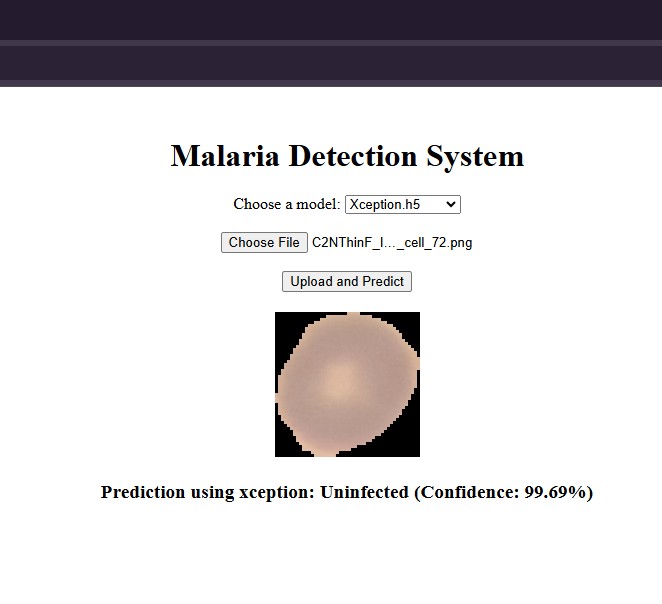 Malaria Detection System
Choose a model: Xception.h5
Choose File C2NThinF_I..._cell_72.png
Upload and Predict
Prediction using xception: Uninfected (Confidence: 99.69%)